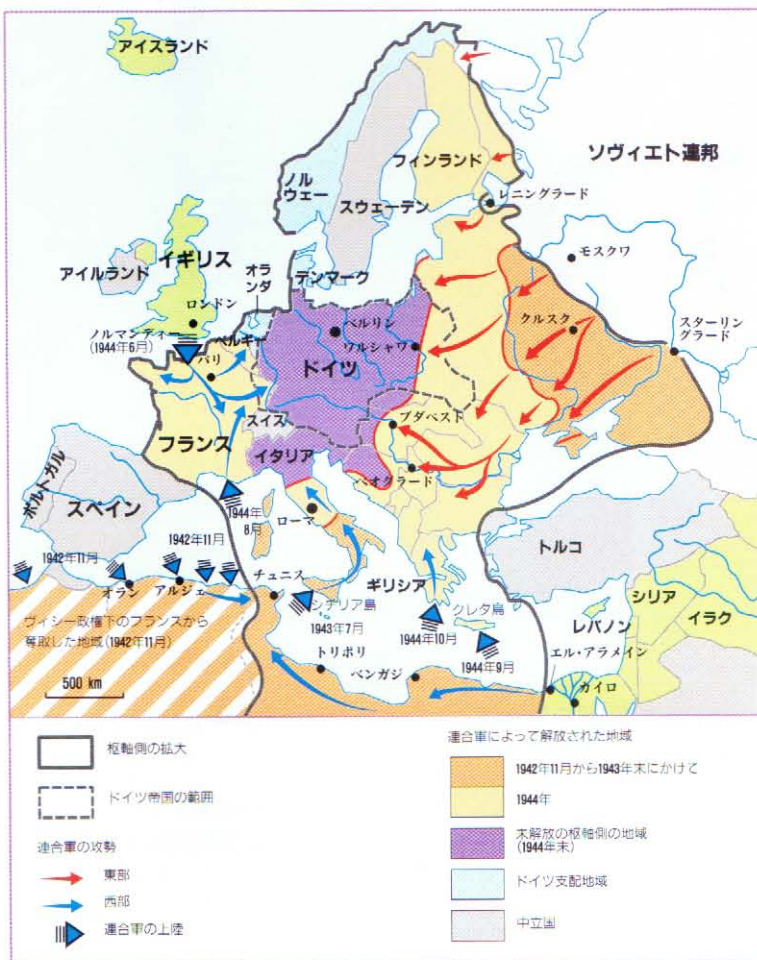 アイスランド
ノル
ウェー
スウェーデン
フィンランド
ソヴィエト連邦
レニングラード
モスクワ
アイルランド
イギリス
ロンドン
オラ
ンダ
デンマーク
ノルマンディー
(1944年6月)
ベルギー
パリ
ベルリン
ワルシャワ
ドイツ
クルスク
スターリン
グラード
フランス
スイス
イタリア
ブダペスト
ベオグラード
ポルトガル
スペイン
1944年
8月
ローマ
1942年11月
1942年11月
オラン
アルジェ
チュニス
シチリア島
1943年7月
ギリシア
クレタ島
1944年10月
1944年9月
トルコ
シリア
レバノン
イラク
エル・アラメイン
カイロ
トリポリ
ベンガジ
ヴィシー政権下のフランスから
奪取した地域(1942年11月)
500 km
枢軸側の拡大
ドイツ帝国の範囲
連合軍の攻勢
東部
西部
連合軍の上陸
連合軍によって解放された地域
1942年11月から1943年末にかけて
1944年
未解放の枢軸側の地域
(1944年末)
ドイツ支配地域
中立国